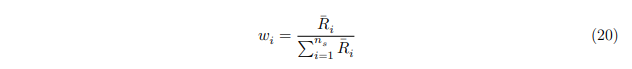 w_i = \frac{\bar{R}_i}{\sum_{i=1}^{n_s} \bar{R}_i} (20)